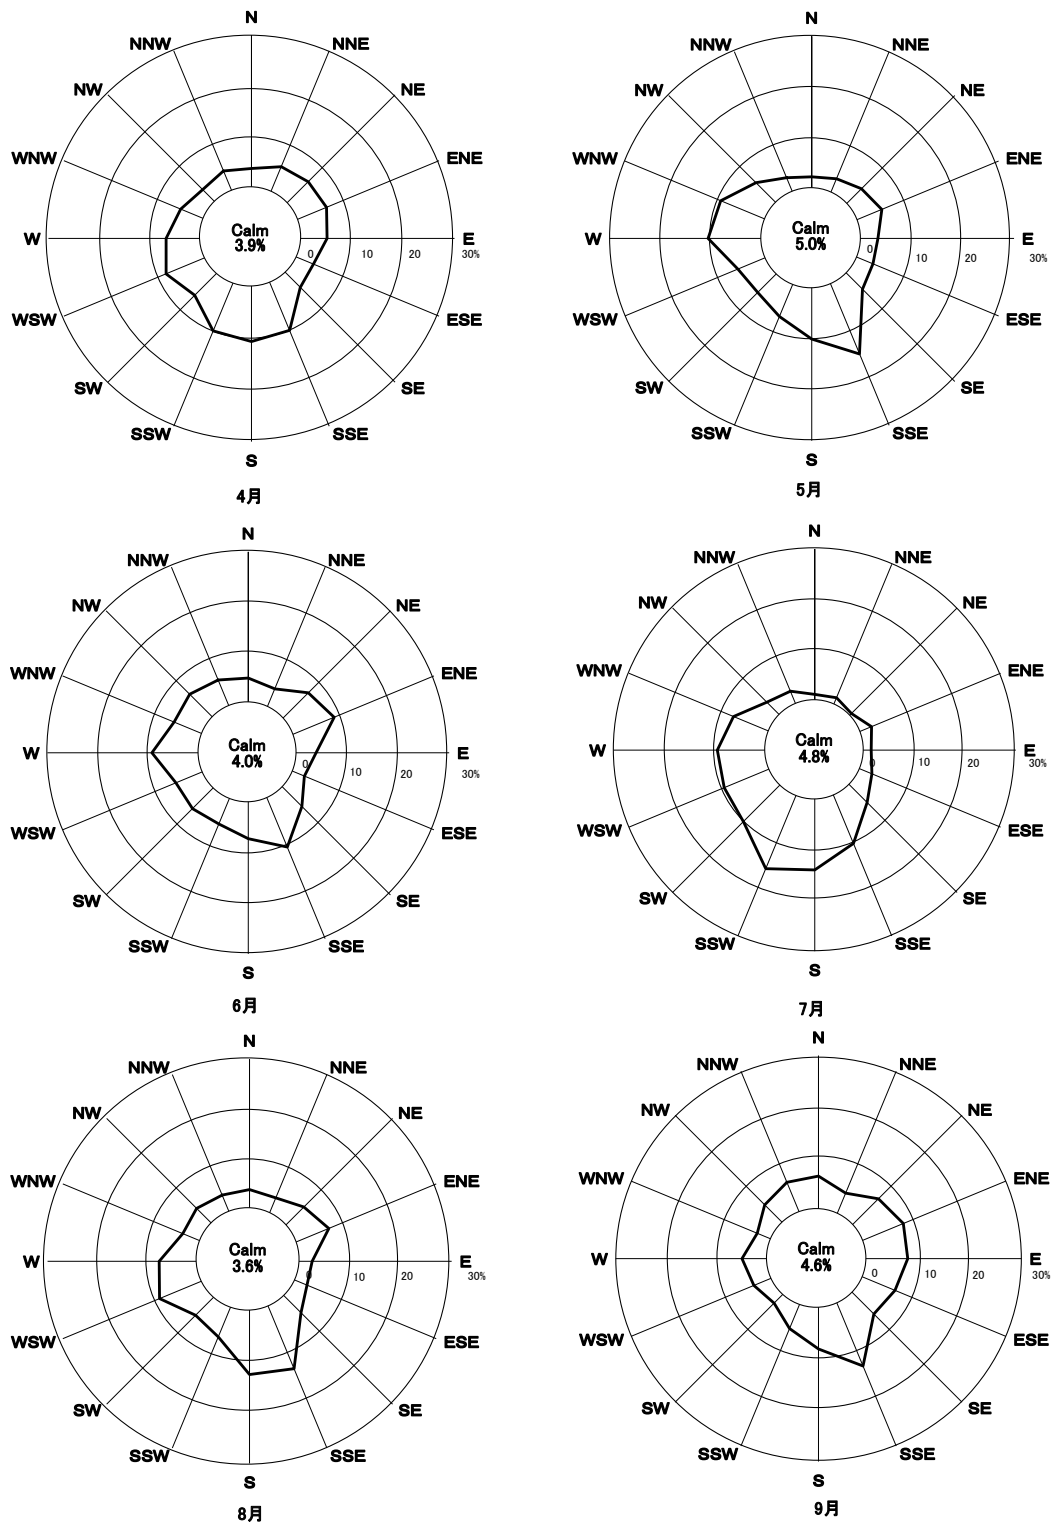 N
NNW NNE
NW NE
WNW ENE
Calm
3.9%
W E
0 10 20 30%
WSW ESE
SW SE
SSW SSE
S
4月
N
NNW NNE
NW NE
WNW ENE
Calm
5.0%
W E
0 10 20 30%
WSW ESE
SW SE
SSW SSE
S
5月
N
NNW NNE
NW NE
WNW ENE
Calm
4.0%
W E
0 10 20 30%
WSW ESE
SW SE
SSW SSE
S
6月
N
NNW NNE
NW NE
WNW ENE
Calm
4.8%
W E
0 10 20 30%
WSW ESE
SW SE
SSW SSE
S
7月
N
NNW NNE
NW NE
WNW ENE
Calm
3.6%
W E
0 10 20 30%
WSW ESE
SW SE
SSW SSE
S
8月
N
NNW NNE
NW NE
WNW ENE
Calm
4.6%
W E
0 10 20 30%
WSW ESE
SW SE
SSW SSE
S
9月